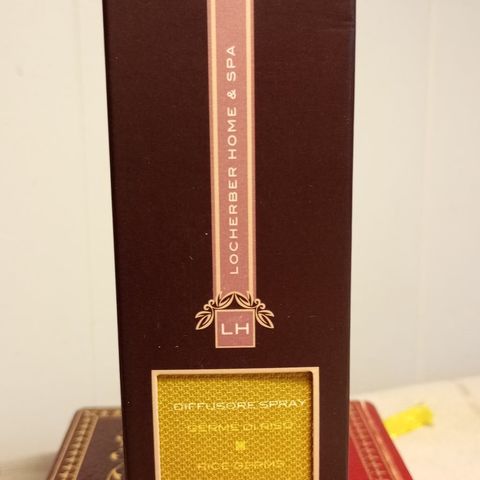 LOCHERBER HOME & SPA
LH
DIFFUSORE SPRAY
GERME DI RISO
RICE GERMS